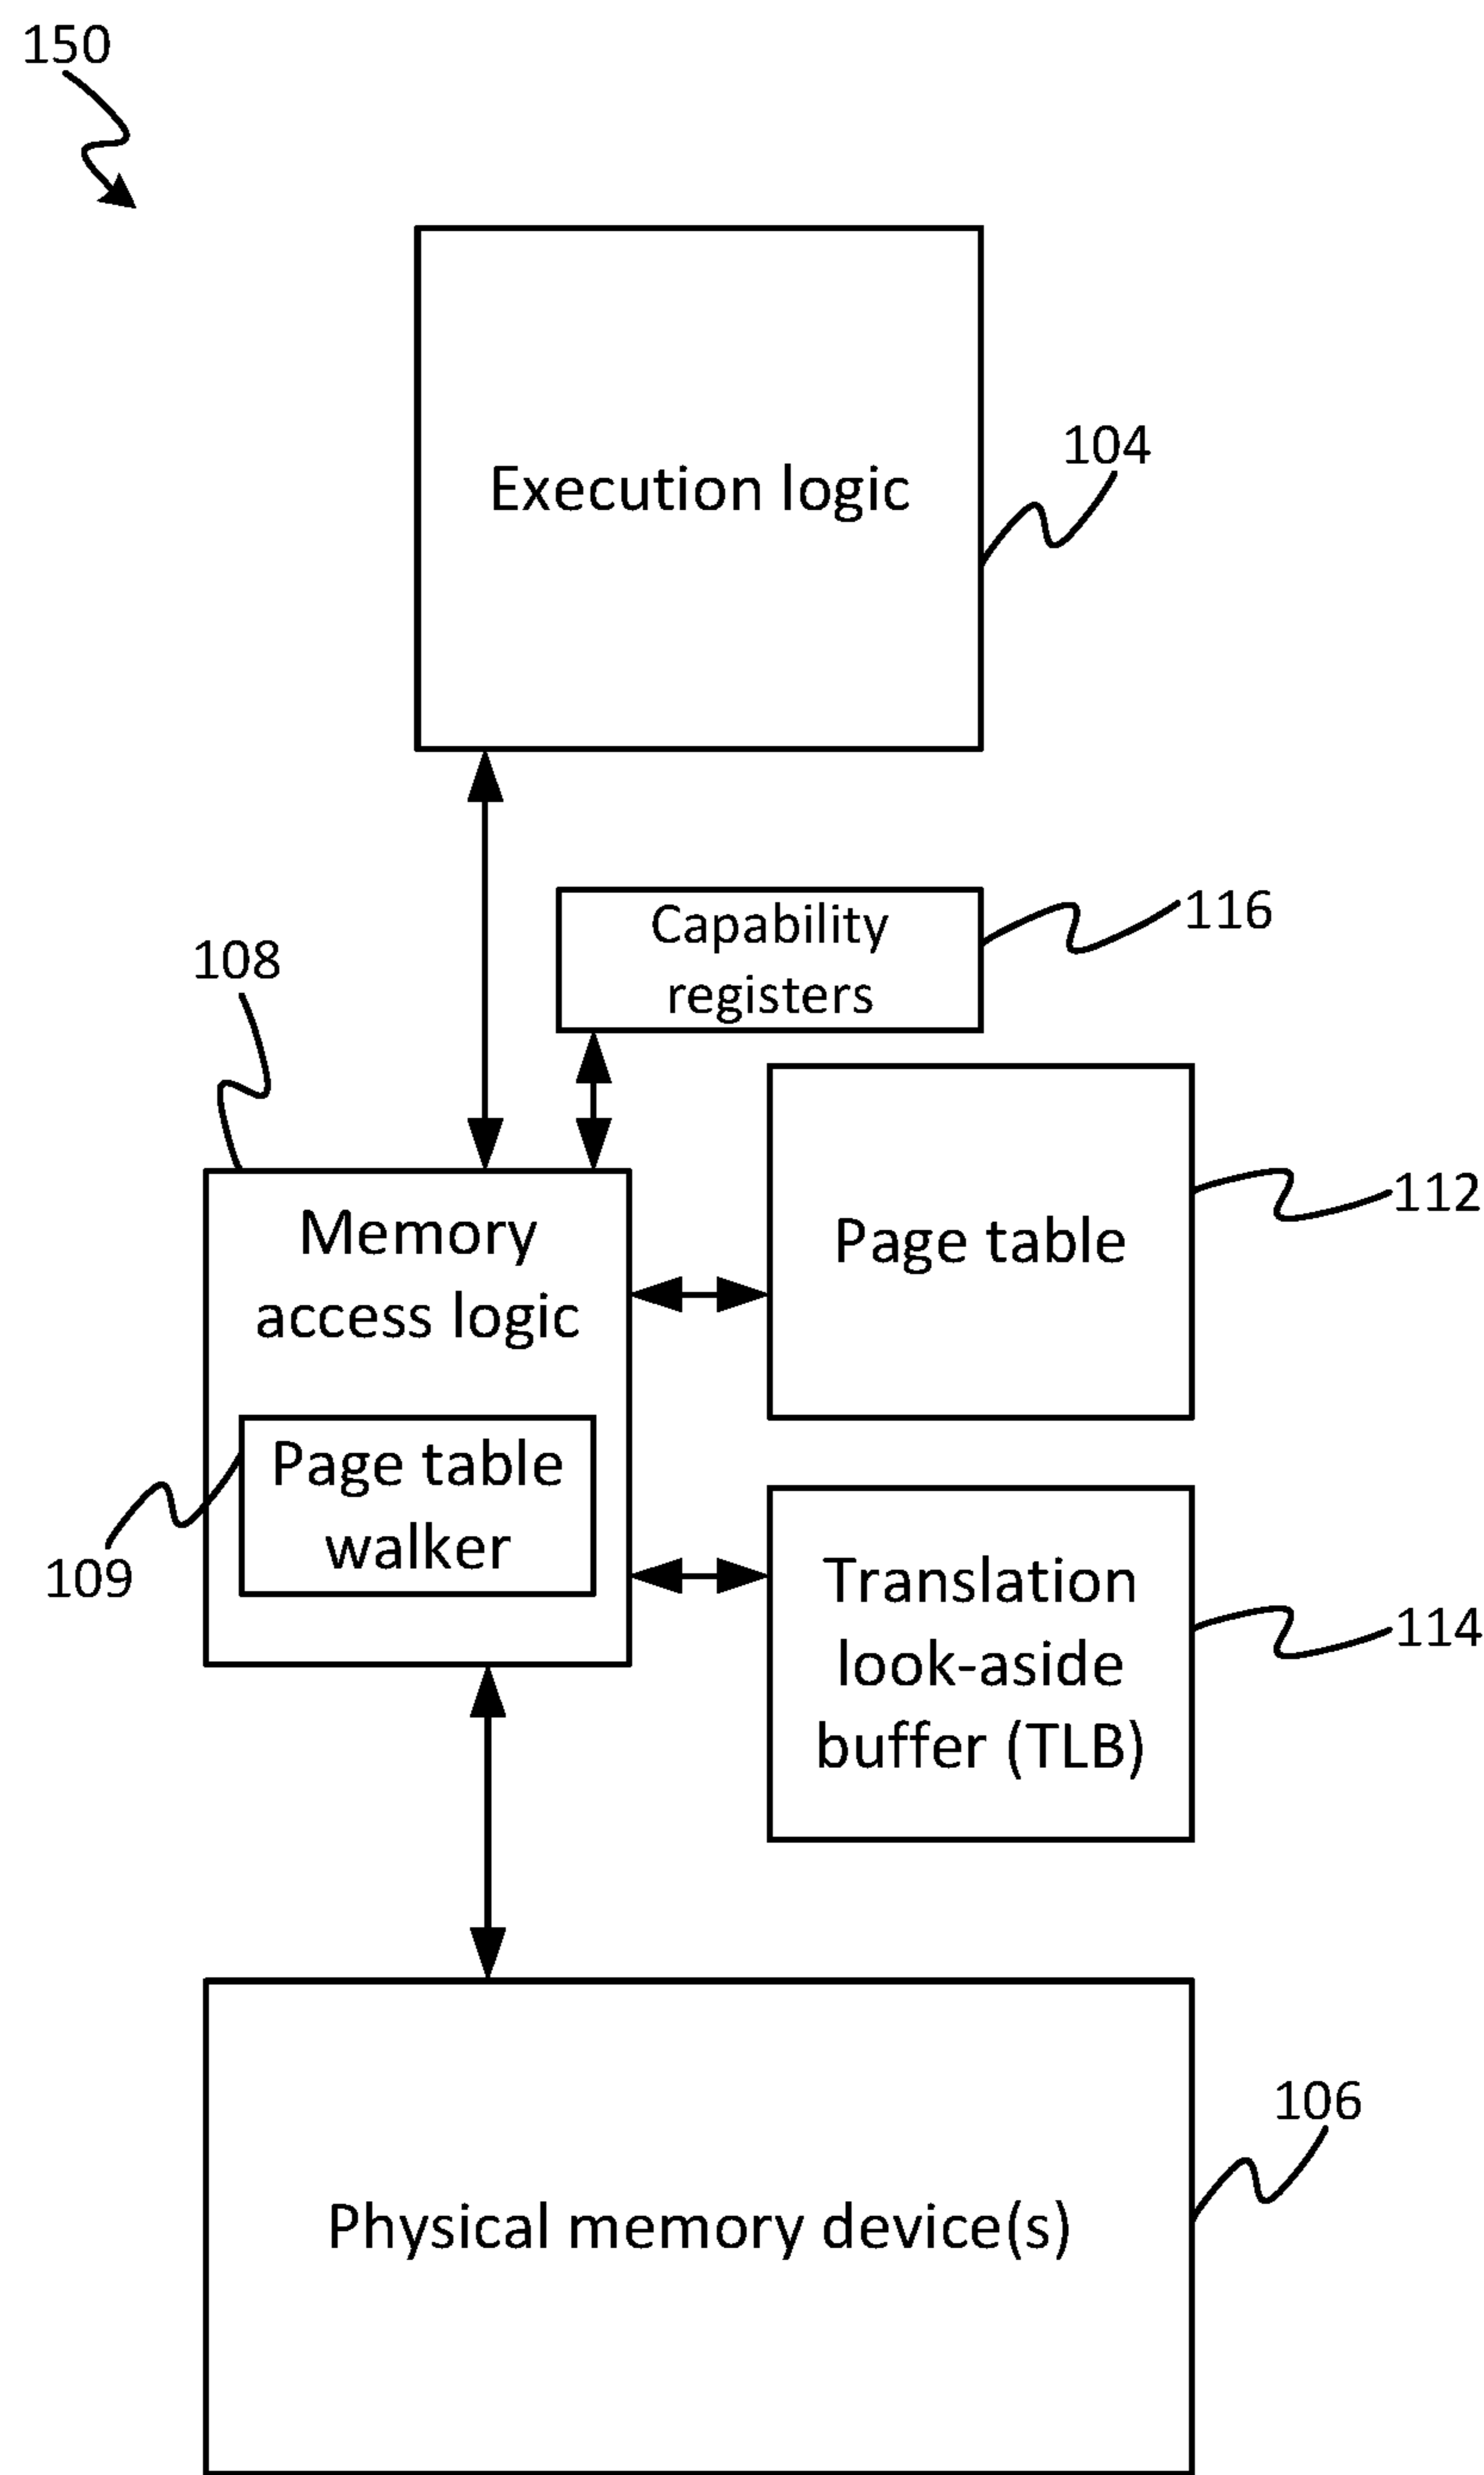 150
Execution logic
104
Capability
registers
116
108
Memory
access logic
Page table
112
Page table
walker
109
Translation
look-aside
buffer (TLB)
114
106
Physical memory device(s)